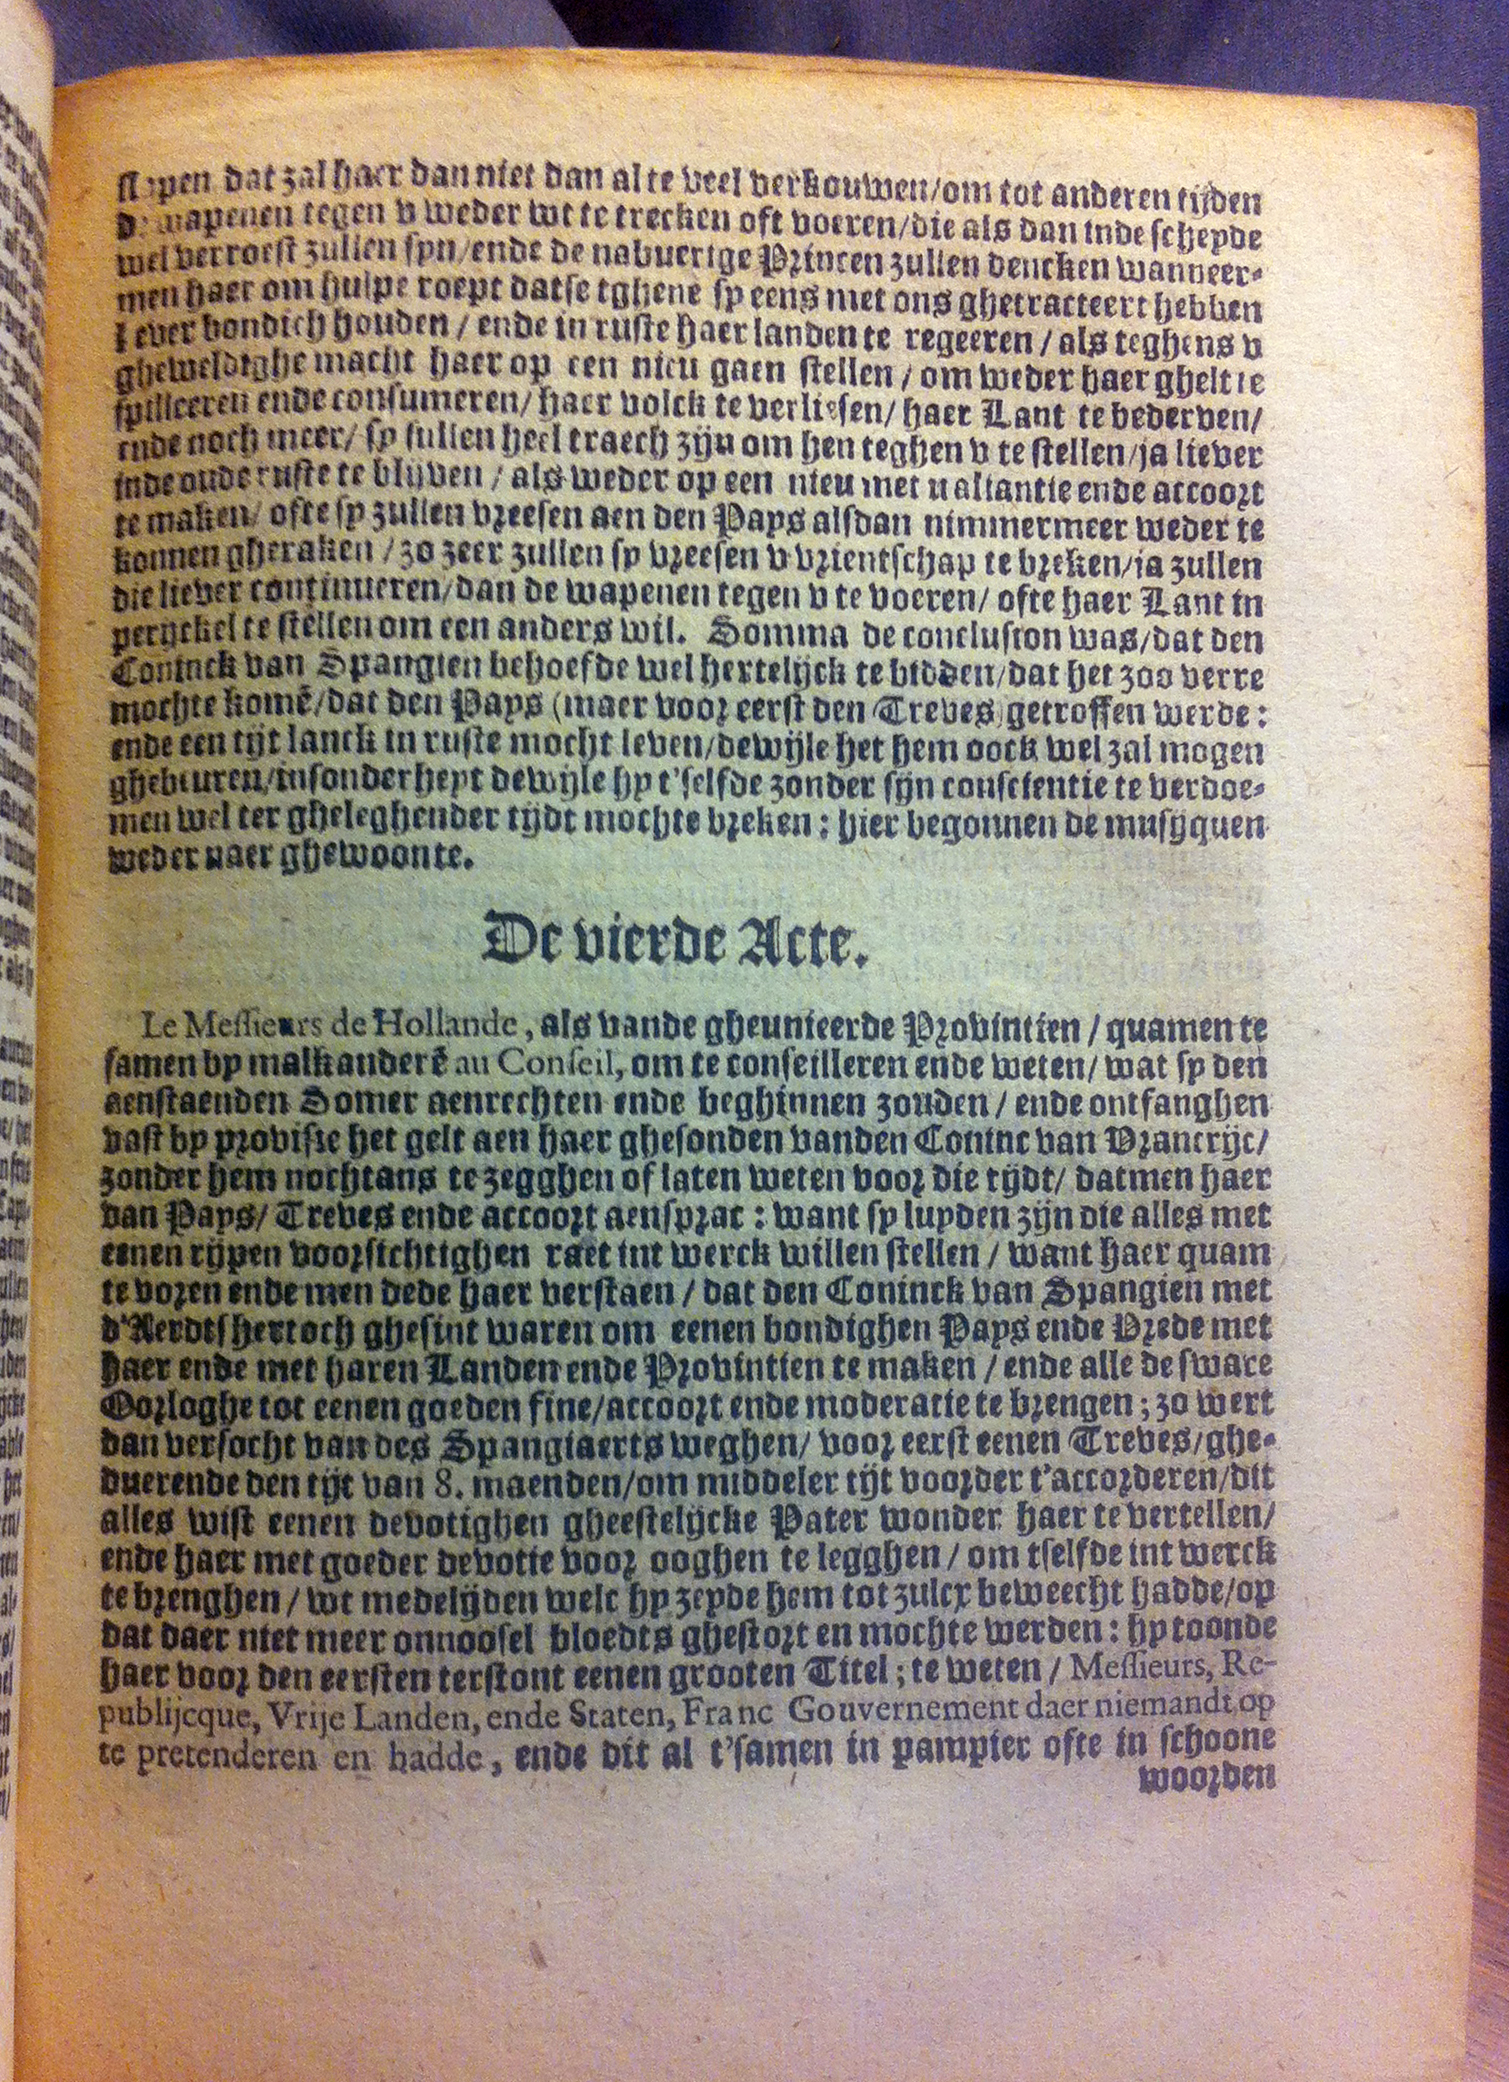 slapen dat zal haer dan niet dan al te veel verkouwen/om tot anderen tijden
de wapenen tegen v weder wt te trecken oft voeren/die als dan inde scheyde
wel verroest zullen syn/ende de nabuerige Princen zullen dencken wanneer-
men haer om hulpe roept datse tghene sy eens met ons ghetracteert hebben
liever bondich houden / ende in ruste haer landen te regeeren / als teghens v
gheweldighe macht haer op een nieu gaen stellen / om weder haer ghelt te
spilleeren ende consumeren/ haer volck te verliesen/ haer Lant te bederven/
ende noch meer/ sy sullen heel traech zijn om hen teghen v te stellen/ja liever
inde oude ruste te blijven / als weder op een nieu met u aliantie ende accoort
te maken/ ofte sy zullen vreesen aen den Pays alsdan nimmermeer weder te
konnen gheraken / zo zeer zullen sy vreesen v vrientschap te breken/ja zullen
die liever continueren/dan de wapenen tegen v te voeren/ ofte haer Lant in
peryckel te stellen om een anders wil. Somma de conclusion was/dat den
Coninck van Spangien behoefde wel hertelijck te bidden/dat het zoo verre
mochte komẽ/dat den Pays (maer voor eerst den Treves) getroffen werde:
ende een tijt lanck in ruste mocht leven/dewijle het hem oock wel zal mogen
ghebeuren/insonderheyt dewijle hy t'selfde zonder sijn conscientie te verdoe-
men wel ter gheleghender tijdt mochte breken : hier begonnen de musijquen
weder naer ghewoonte.
De vierde Acte.
Le Messieurs de Hollande, als vande gheunieerde Provintien / quamen te
samen by malkanderẽ au Conseil, om te conseilleren ende weten/ wat sy den
aenstaenden Somer aenrechten ende beghinnen zouden / ende ontfanghen
vast by provisie het gelt aen haer ghesonden vanden Coninc van Vrancrijc/
zonder hem nochtans te zegghen of laten weten voor die tijdt/ datmen haer
van Pays/ Treves ende accoort aensprac : want sy luyden zijn die alles met
eenen rijpen voorsichtighen raet int werck willen stellen / want haer quam
te voren ende men dede haer verstaen / dat den Coninck van Spangien met
d'Aerdtshertoch ghesint waren om eenen bondighen Pays ende Vrede met
haer ende met haren Landen ende Provintien te maken / ende alle de sware
Oorloghe tot eenen goeden fine/accoort ende moderatie te brengen ; zo wert
dan versocht van des Spangiaerts weghen/ voor eerst eenen Treves/ghe-
duerende den tijt van 8. maenden/om middeler tijt voorder t'accorderen/dit
alles wist eenen devotighen gheestelijcke Pater wonder haer te vertellen/
ende haer met goeder devotie voor ooghen te legghen / om tselfde int werck
te brenghen / wt medelijden welc hy zeyde hem tot zulcx beweecht hadde/op
dat daer niet meer onnoosel bloedts ghestort en mochte werden : hy toonde
haer voor den eersten terstont eenen grooten Titel ; te weten / Messieurs, Re-
publijcque, Vrije Landen, ende Staten, Franc Gouvernement daer niemandt op
te pretenderen en hadde, ende dit al t'samen in pampier ofte in schoone
woorden